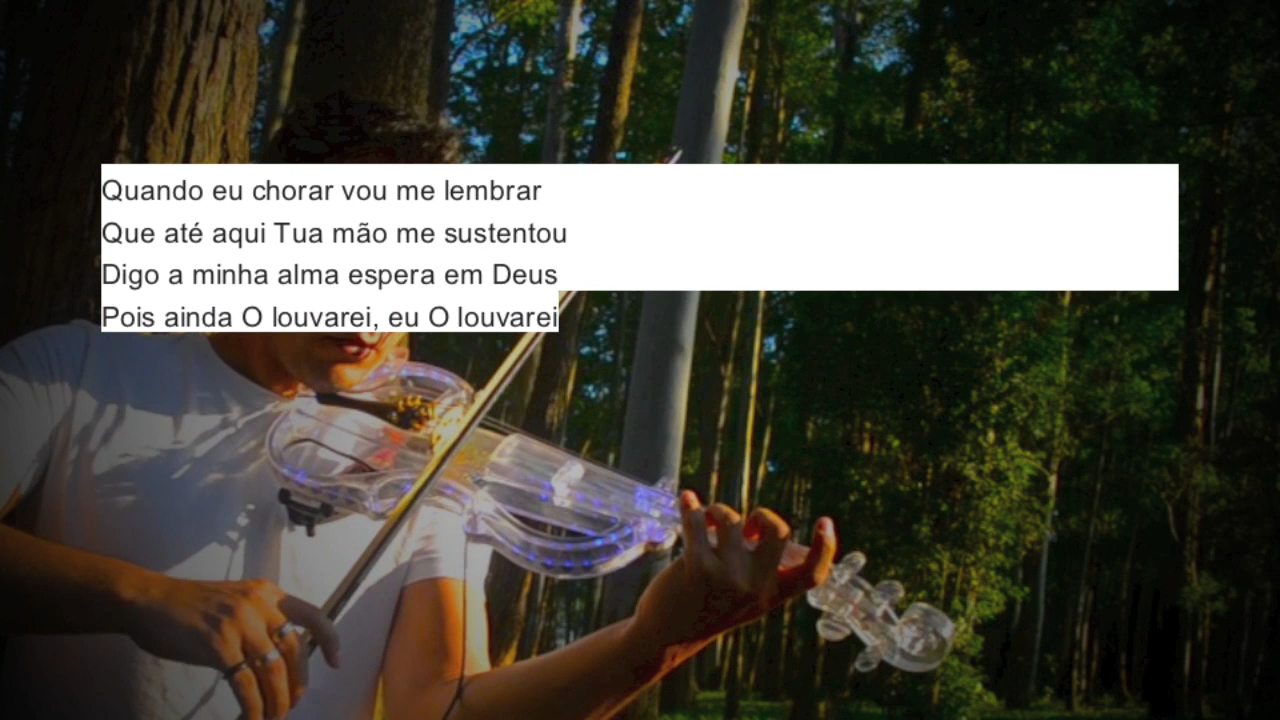 Quando eu chorar vou me lembrar
Que até aqui Tua mão me sustentou
Digo a minha alma espera em Deus
Pois ainda O louvarei, eu O louvarei